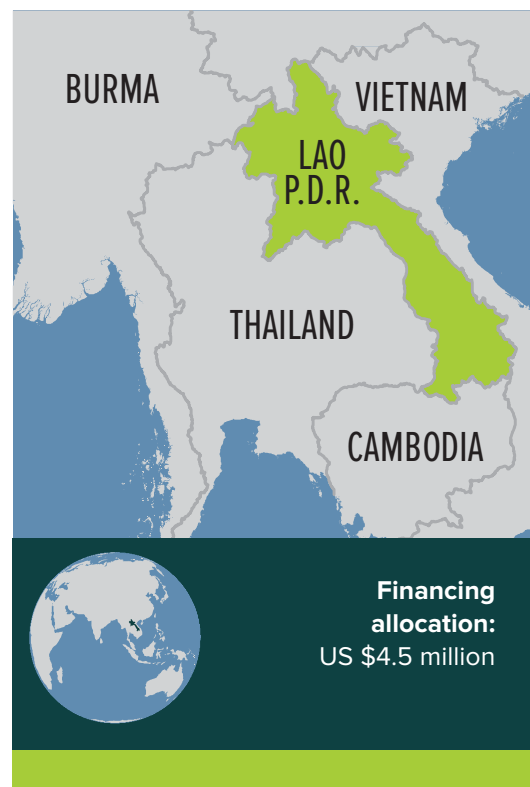 BURMA
VIETNAM
LAO
P.D.R.
THAILAND
CAMBODIA
Financing
allocation:
US $4.5 million